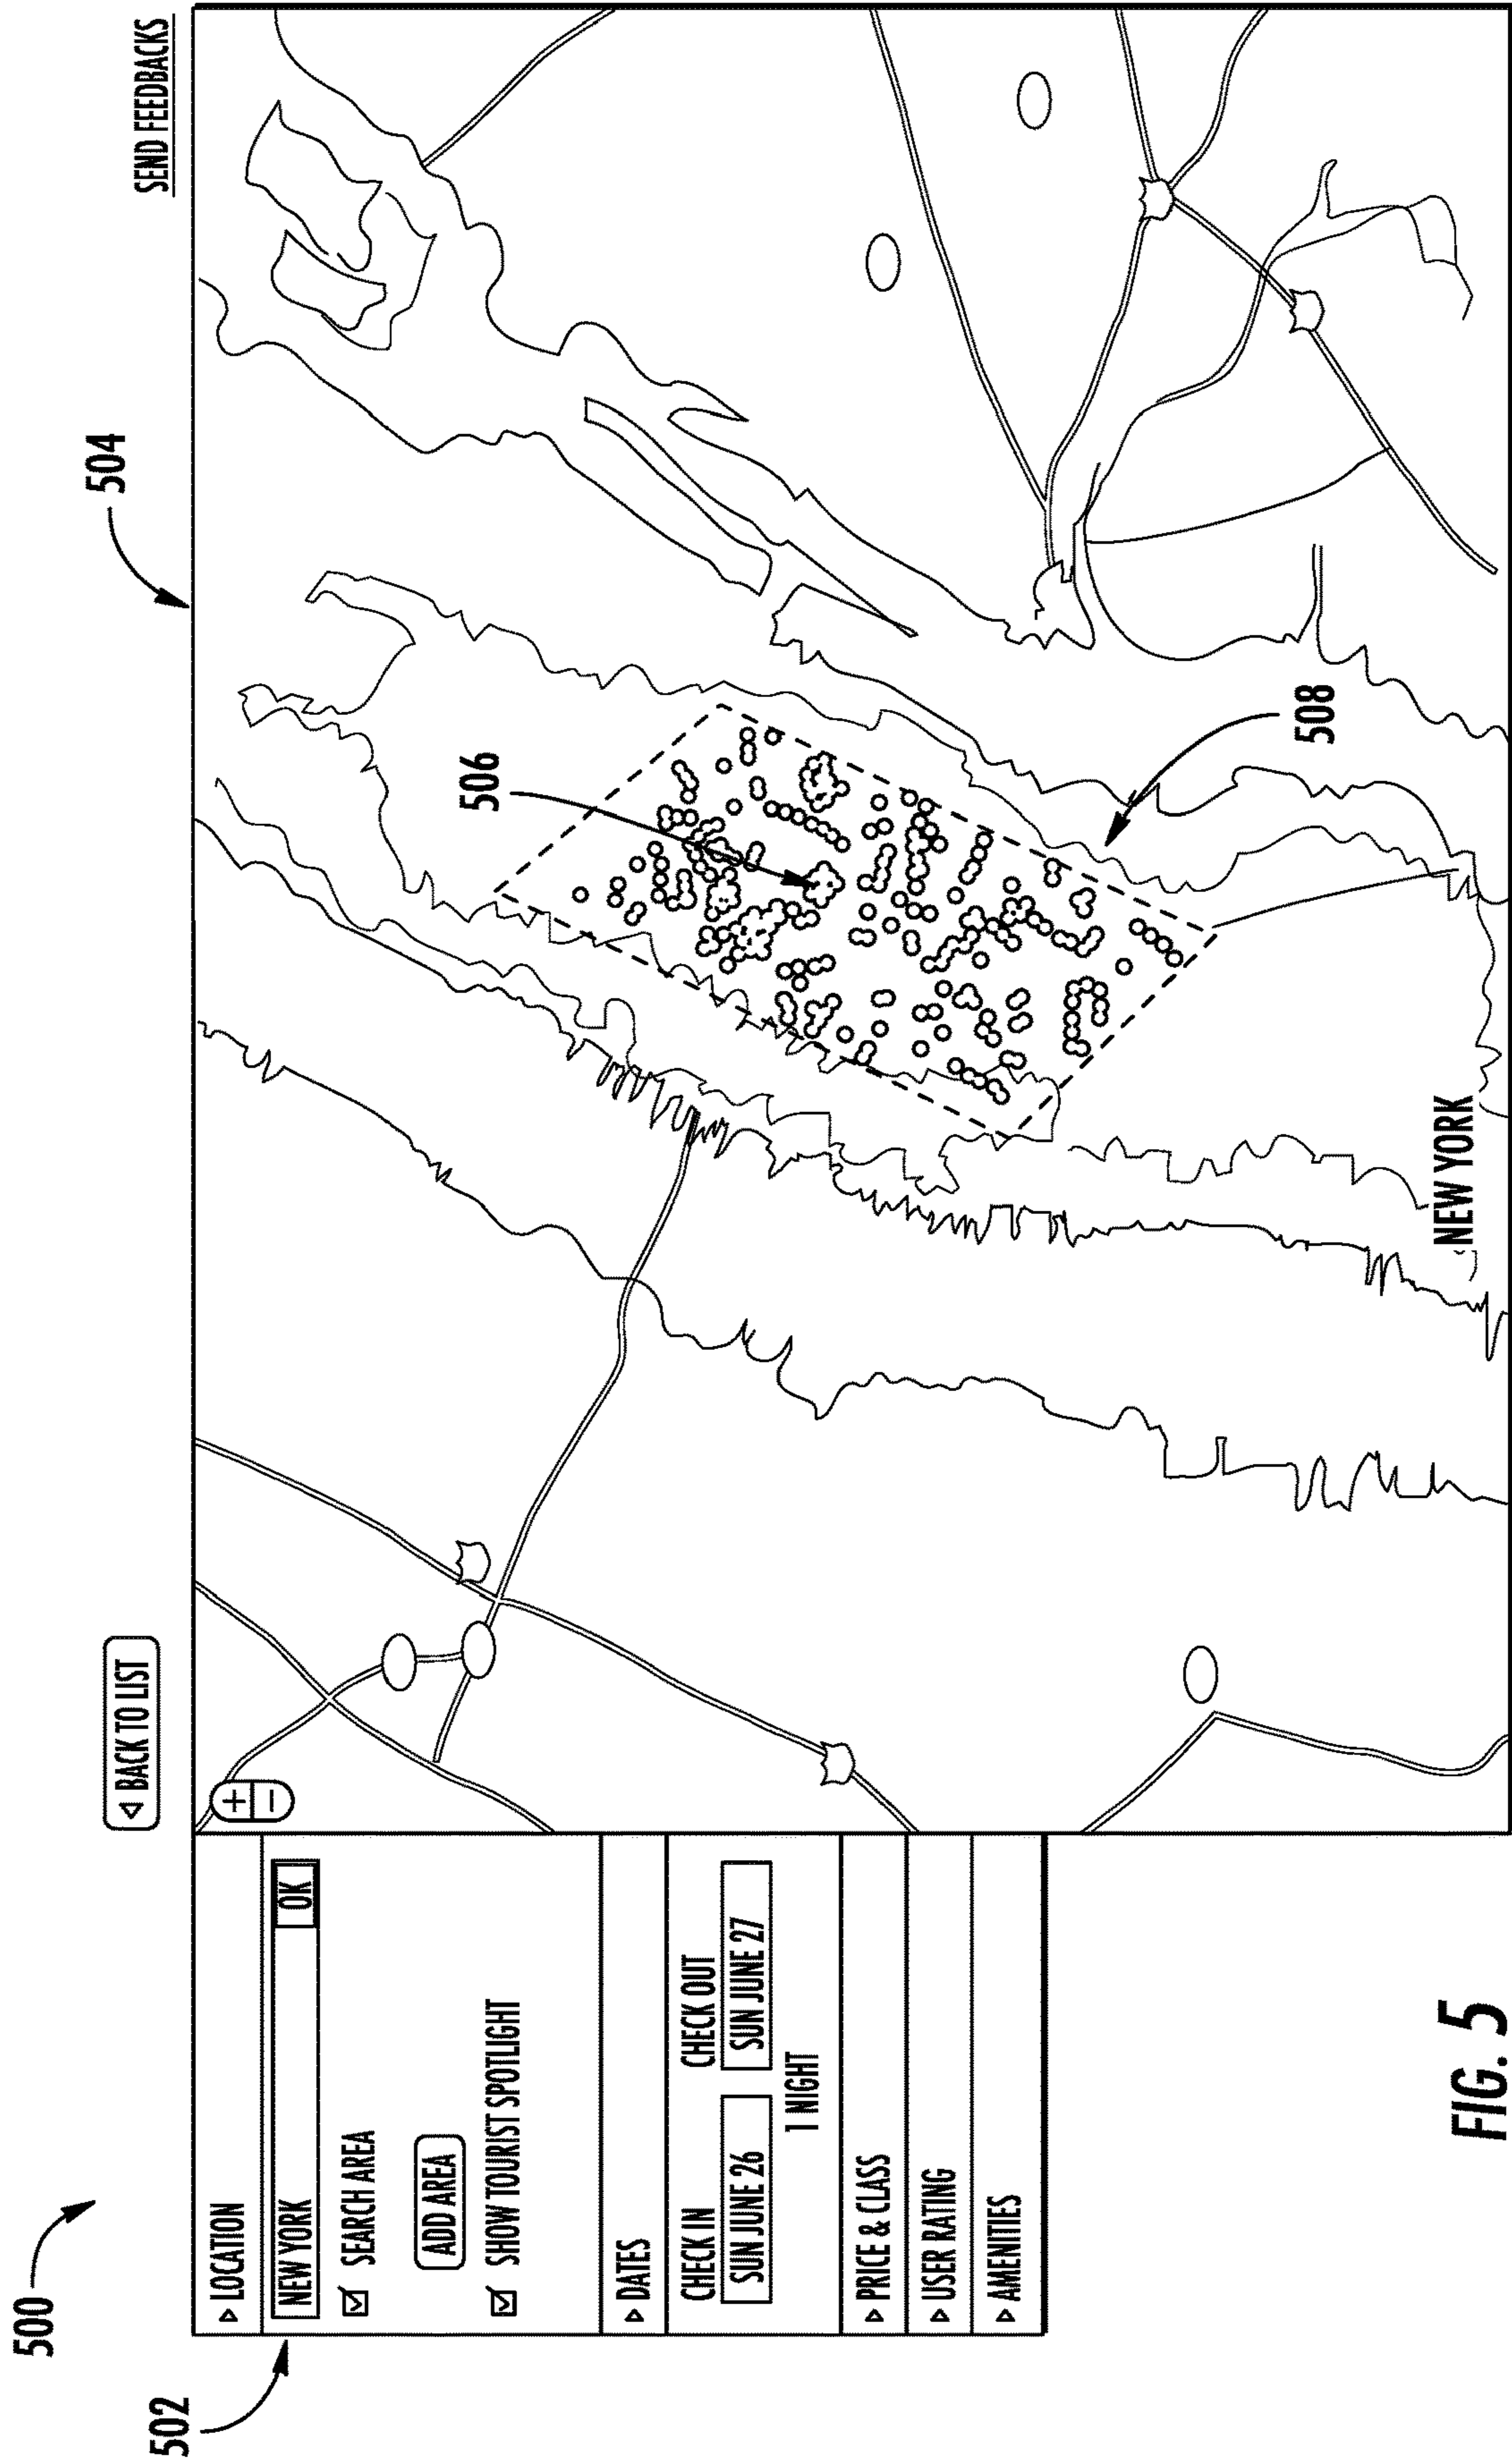 500
502
504
◁ BACK TO LIST
SEND FEEDBACKS
▷ LOCATION
NEW YORK OK
☑ SEARCH AREA
ADD AREA
☑ SHOW TOURIST SPOTLIGHT
▷ DATES
CHECK IN CHECK OUT
SUN JUNE 26 SUN JUNE 27
1 NIGHT
▷ PRICE & CLASS
▷ USER RATING
▷ AMENITIES
+
−
506
508
NEW YORK
FIG. 5